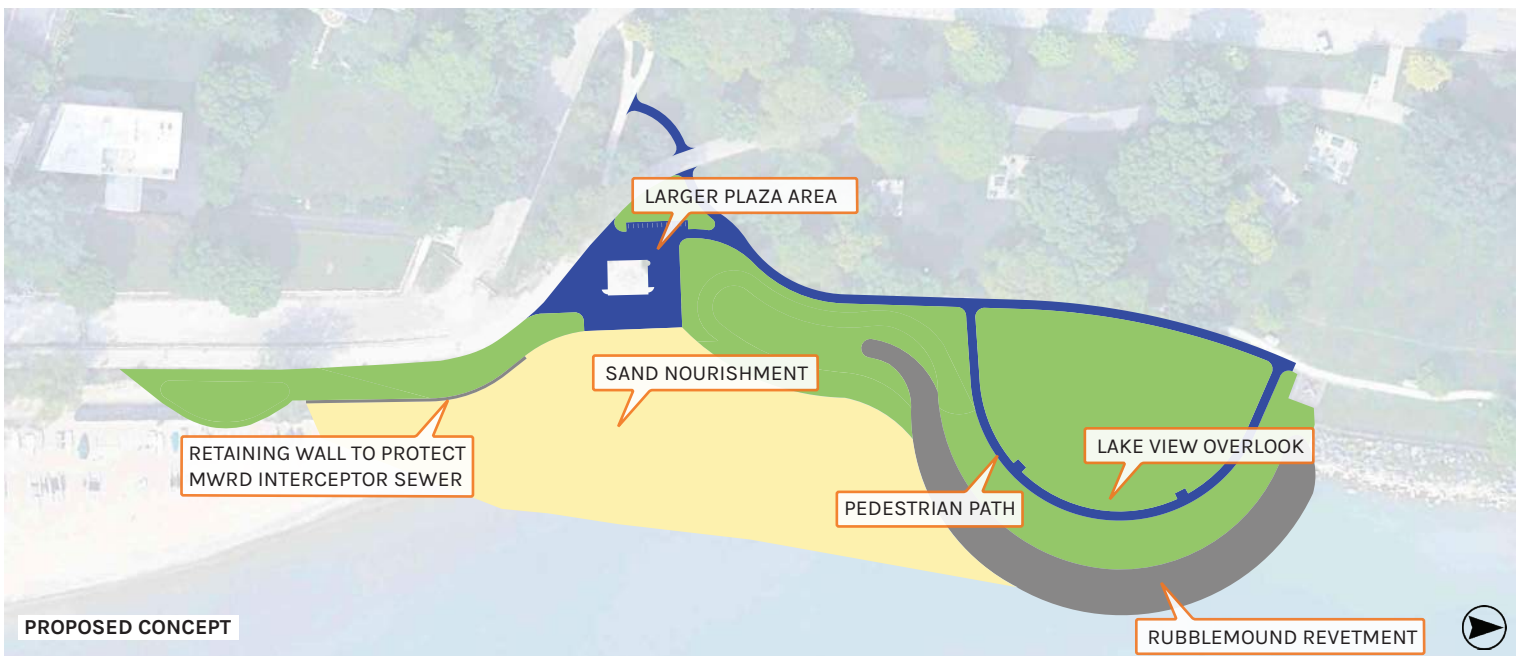 LARGER PLAZA AREA
SAND NOURISHMENT
RETAINING WALL TO PROTECT
MWRD INTERCEPTOR SEWER
LAKE VIEW OVERLOOK
PEDESTRIAN PATH
PROPOSED CONCEPT
RUBBLEMOUND REVETMENT